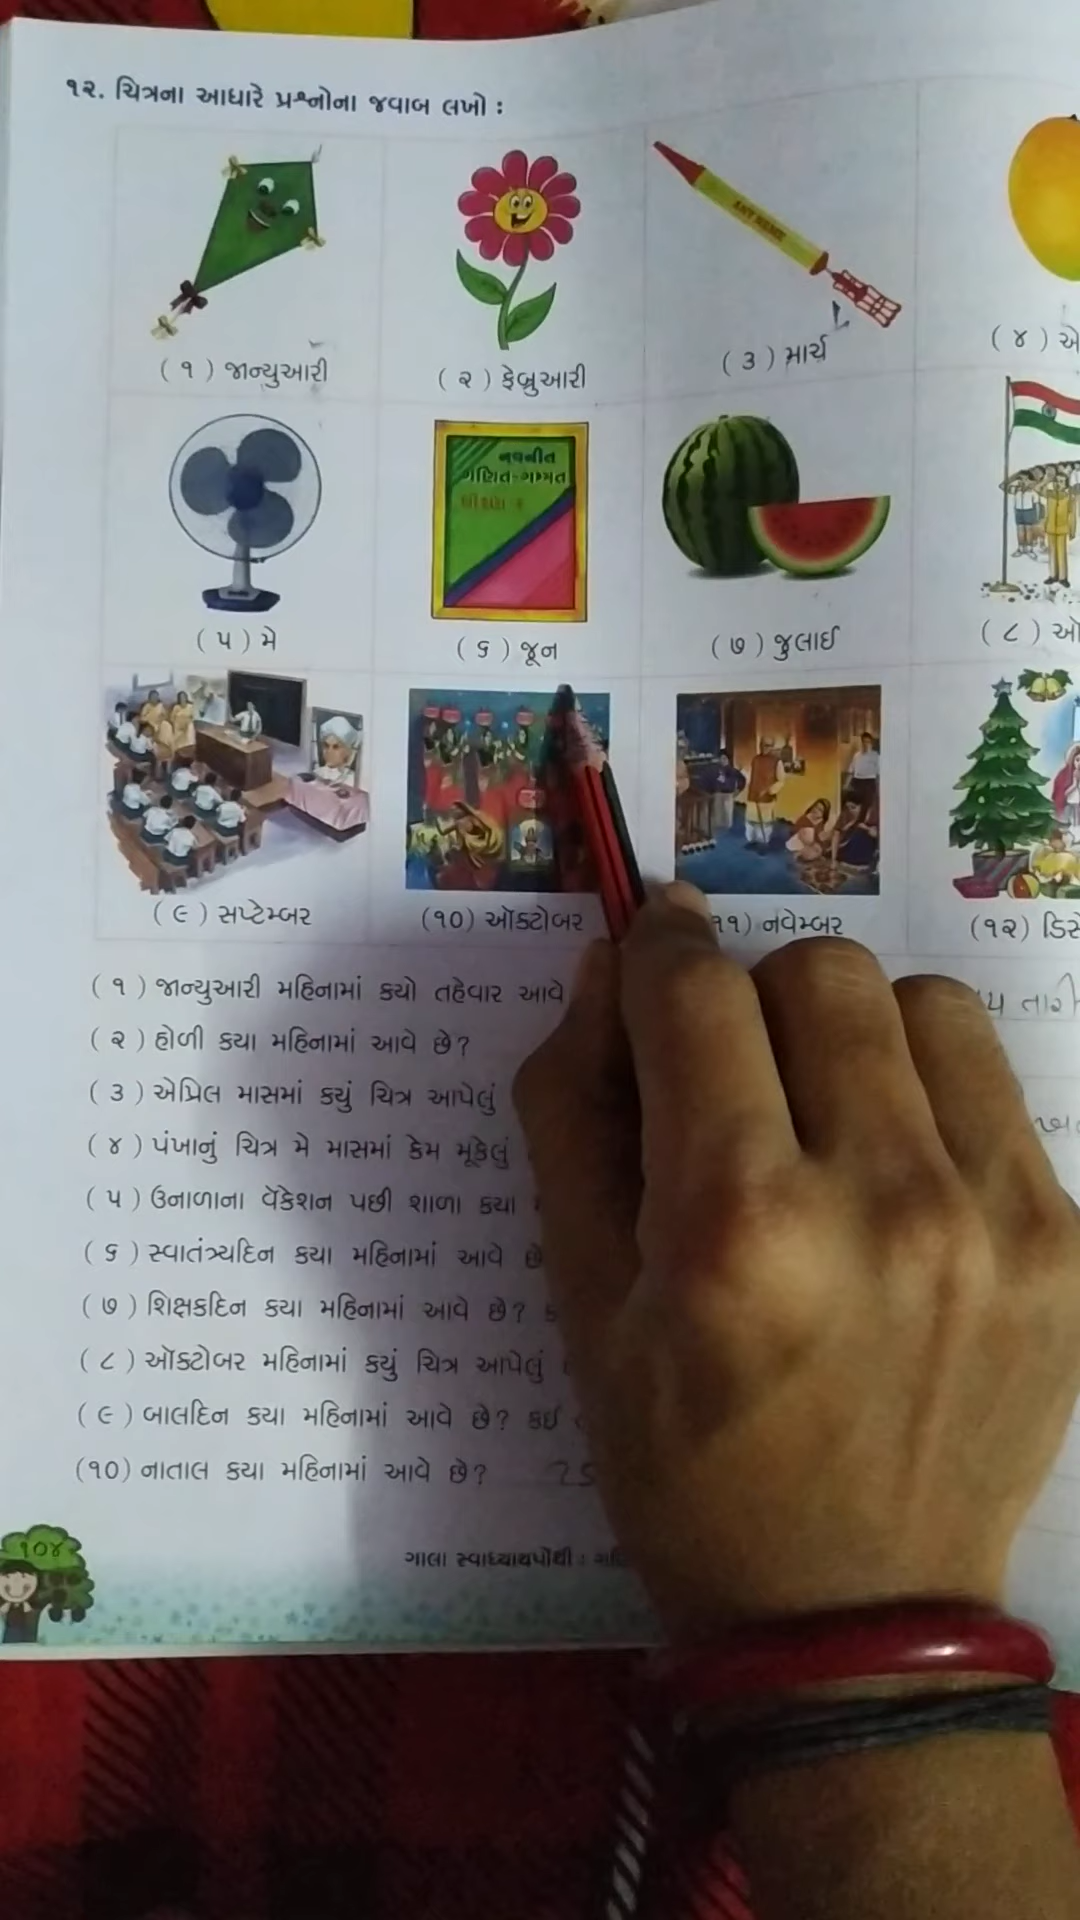 ૧૨. ચિત્રના આધારે પ્રશ્નોના જવાબ લખો :
ANY NAME
(૧) જાન્યુઆરી
(૨) ફેબ્રુઆરી
(૩) માર્ચ
(૪) એ
નવનીત
ગણિત-ગમ્મત
(૫) મે
(૬) જૂન
(૭) જુલાઈ
(૮) ઑ
(૯) સપ્ટેમ્બર
(૧૦) ઑક્ટોબર
૧૧) નવેમ્બર
(૧૨) ડિસે
(૧) જાન્યુઆરી મહિનામાં કયો તહેવાર આવે
(૨) હોળી કયા મહિનામાં આવે છે?
(૩) એપ્રિલ માસમાં કયું ચિત્ર આપેલું
(૪) પંખાનું ચિત્ર મે માસમાં કેમ મૂકેલું
(૫) ઉનાળાના વૅકેશન પછી શાળા કયા
(૬) સ્વાતંત્ર્યદિન કયા મહિનામાં આવે છે
(૭) શિક્ષકદિન કયા મહિનામાં આવે છે?
(૮) ઑક્ટોબર મહિનામાં કયું ચિત્ર આપેલું
(૯) બાલદિન કયા મહિનામાં આવે છે? કઈ
(૧૦) નાતાલ કયા મહિનામાં આવે છે? 25
૧૦૪
ગાલા સ્વાધ્યાયપોથી :